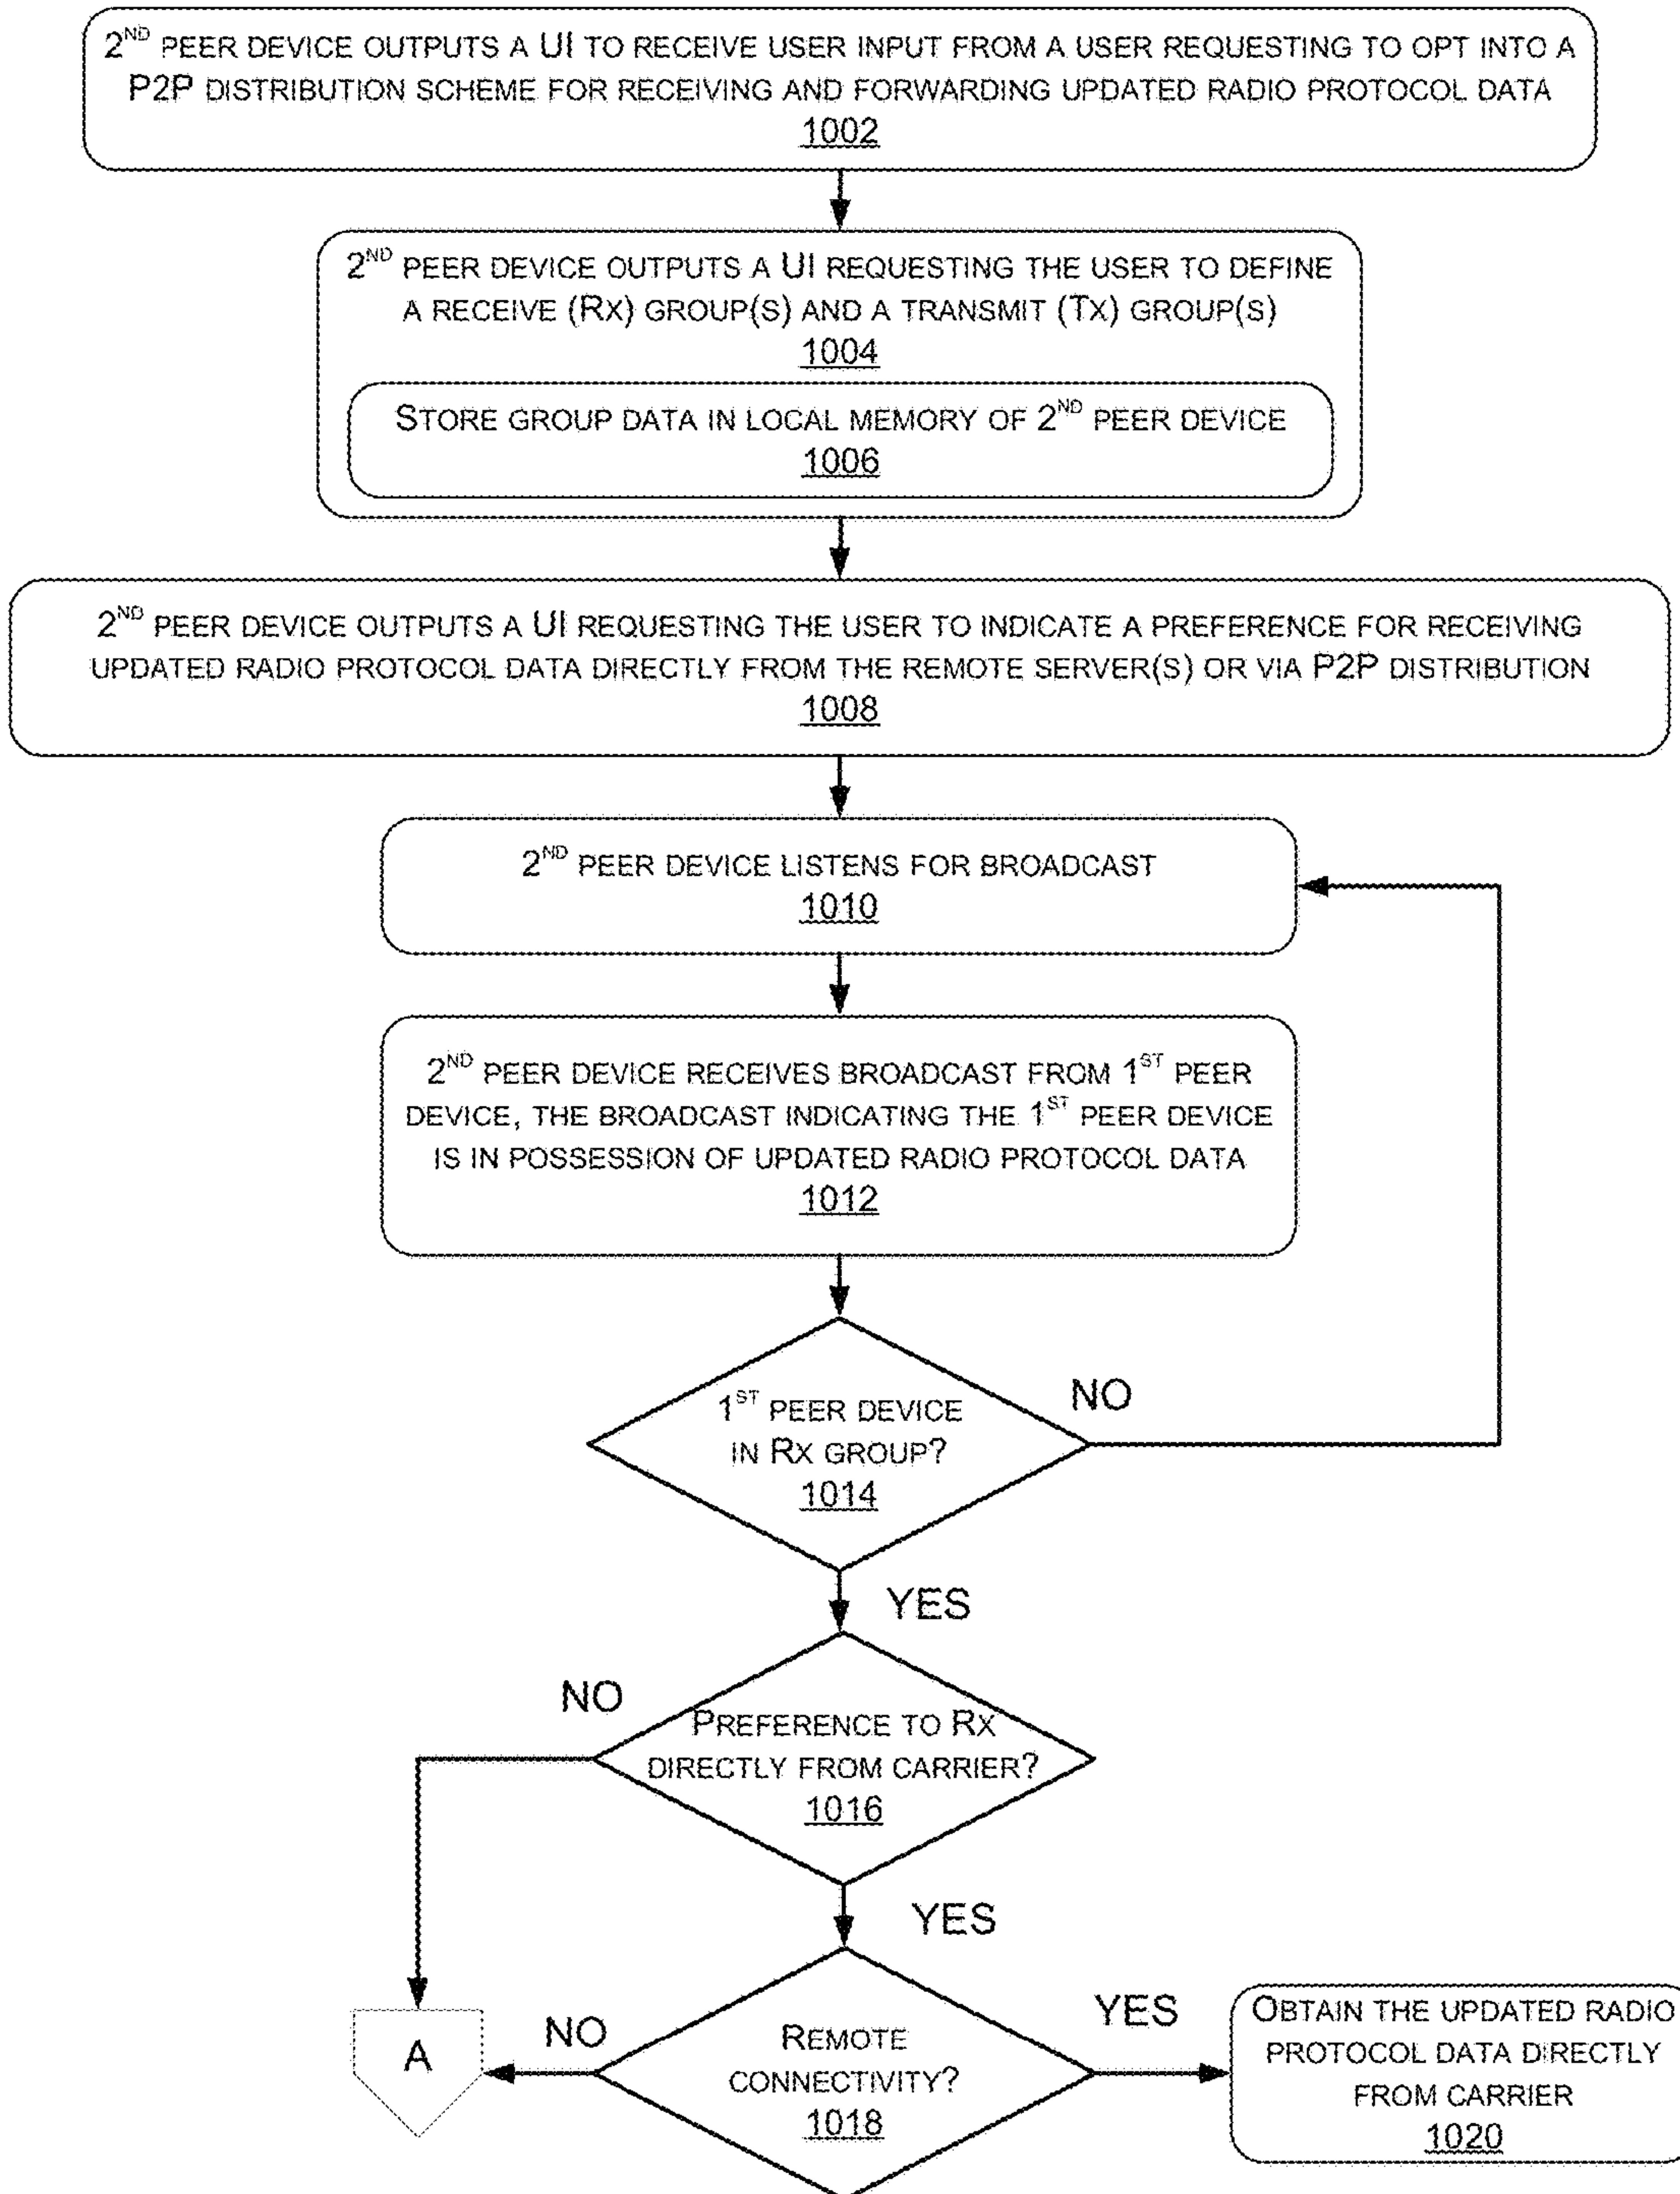 2ND PEER DEVICE OUTPUTS A UI TO RECEIVE USER INPUT FROM A USER REQUESTING TO OPT INTO A
P2P DISTRIBUTION SCHEME FOR RECEIVING AND FORWARDING UPDATED RADIO PROTOCOL DATA
1002
2ND PEER DEVICE OUTPUTS A UI REQUESTING THE USER TO DEFINE
A RECEIVE (RX) GROUP(S) AND A TRANSMIT (TX) GROUP(S)
1004
STORE GROUP DATA IN LOCAL MEMORY OF 2ND PEER DEVICE
1006
2ND PEER DEVICE OUTPUTS A UI REQUESTING THE USER TO INDICATE A PREFERENCE FOR RECEIVING
UPDATED RADIO PROTOCOL DATA DIRECTLY FROM THE REMOTE SERVER(S) OR VIA P2P DISTRIBUTION
1008
2ND PEER DEVICE LISTENS FOR BROADCAST
1010
2ND PEER DEVICE RECEIVES BROADCAST FROM 1ST PEER
DEVICE, THE BROADCAST INDICATING THE 1ST PEER DEVICE
IS IN POSSESSION OF UPDATED RADIO PROTOCOL DATA
1012
1ST PEER DEVICE
IN RX GROUP?
1014
NO
YES
PREFERENCE TO RX
DIRECTLY FROM CARRIER?
1016
NO
YES
REMOTE
CONNECTIVITY?
1018
NO
A
YES
OBTAIN THE UPDATED RADIO
PROTOCOL DATA DIRECTLY
FROM CARRIER
1020